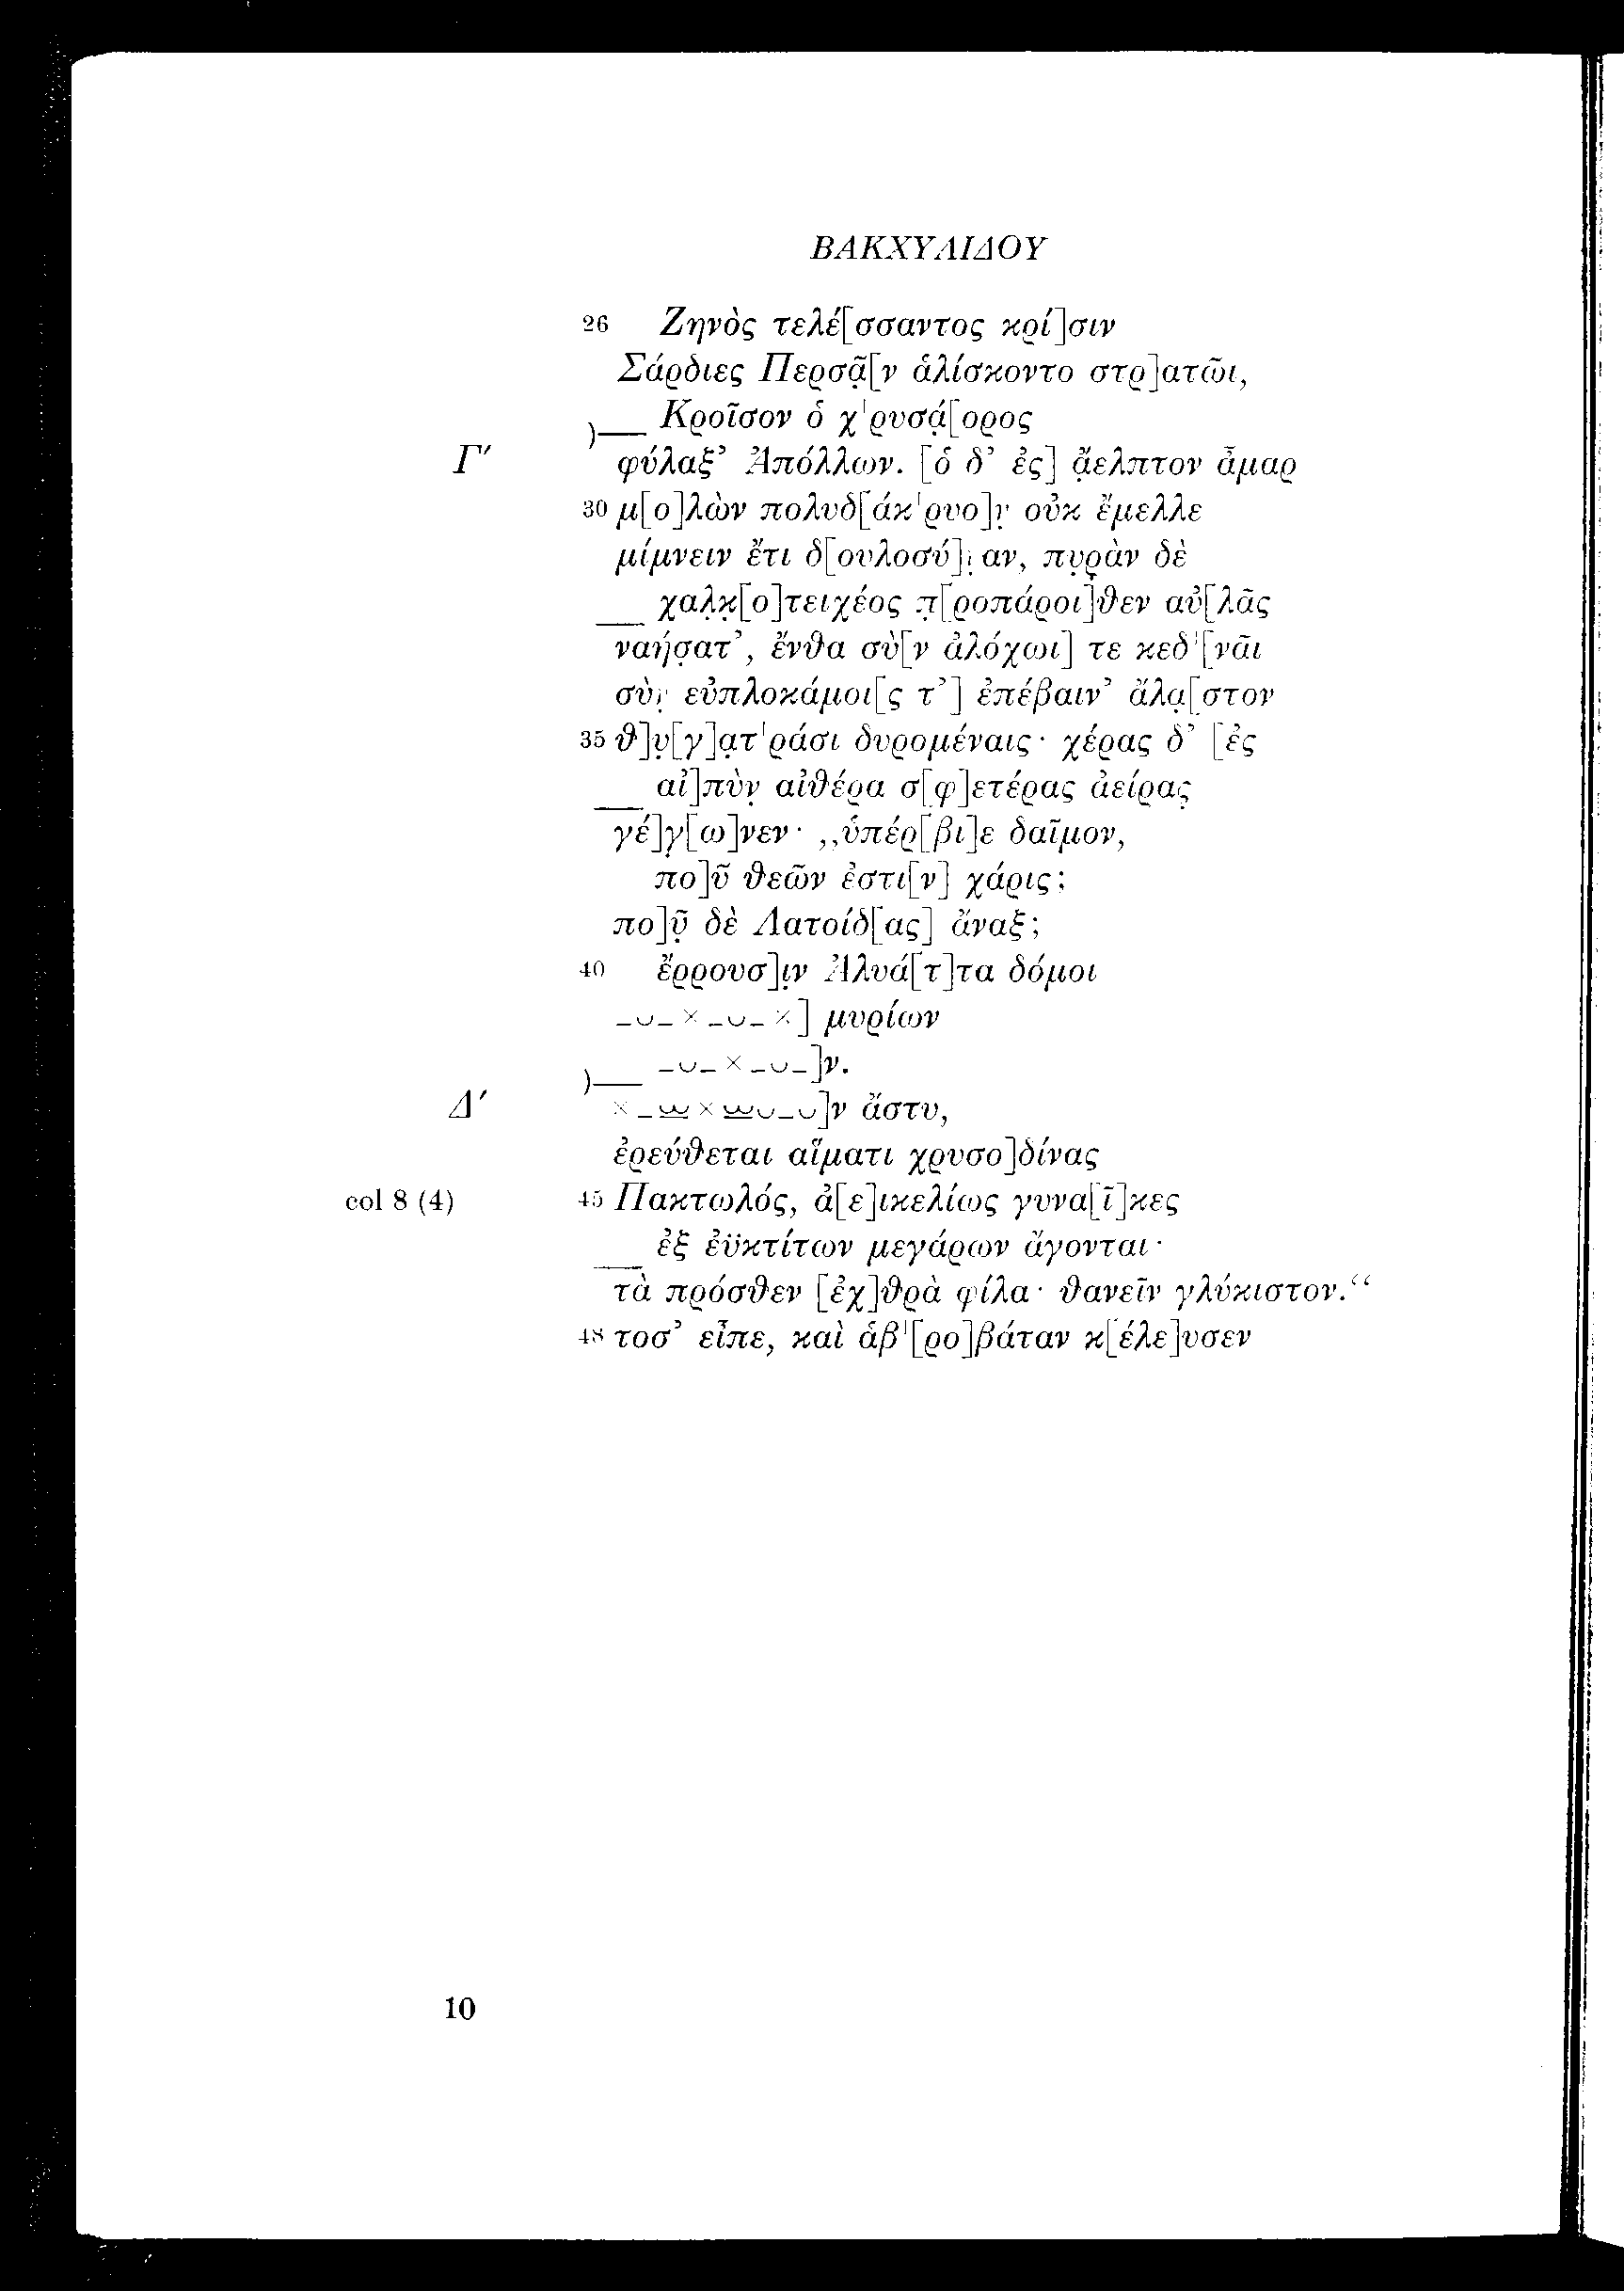 ΒΑΚΧΥΛΙΔΟΥ
26 Ζηνὸς τελέ[σσαντος κρί]σιν
Σάρδιες Περσᾶ̣[ν ἁλίσκοντο στρ]ατῶι,
)— Κροῖσον ὁ χ'ρυσά̣[ορος
Γ′ φύλαξ’ Ἀπόλλων. [ὁ δ’ ἐς] ἄ̣ελπτον ἆμαρ
30 μ[ο]λὼν πολυδ[άκ'ρυο]ν̣ οὐκ ἔμελλε
μίμνειν ἔτι δ[ουλοσύ]ν̣αν, πυρ̣ὰν δὲ
— χαλκ̣[ο]τειχέος π̣[ροπάροι]θεν αὐ[λᾶς
ναήσ̣ατ’, ἔνθα σὺ[ν ἀλόχωι] τε κεδ'[νᾶι
σὺν̣ εὐπλοκάμοι[ς τ’] ἐπέβαιν’ ἄλα̣[στον
35 θ]υ̣[γ]α̣τ'ράσι δυρομέναις· χέρας δ’ [ἐς
— αἰ]πὺν̣ αἰθέρα σ[φ]ετέρας ἀείρας̣
γέ]γ̣[ω]νεν· „ὑπέρ[βι]ε δαῖμον,
πο]ῦ θεῶν ἐστι[ν] χάρις;
πο]ῦ̣ δὲ Λατοίδ[ας] ἄναξ;
40 ἔρρουσ]ι̣ν Ἀλυά[τ]τα δόμοι
–⏑– × –⏑– ×] μυρίων
)— –⏑– × –⏑–]ν.
Δ′ × – ⏔ × ⏔⏑–⏑]ν ἄστυ,
ἐρεύθεται αἵματι χρυσο]δίνας
col 8 (4) 45 Πακτωλός, ἀ[ε]ικελίως γυνα[ῖ]κες
— ἐξ ἐϋκτίτων μεγάρων ἄγονται·
τὰ πρόσθεν [ἐχ]θρὰ φίλα· θανεῖν γλύκιστον.“
48 τοσ’ εἶπε, καὶ ἁβ'[ρο]βάταν κ[έλε]υσεν
10